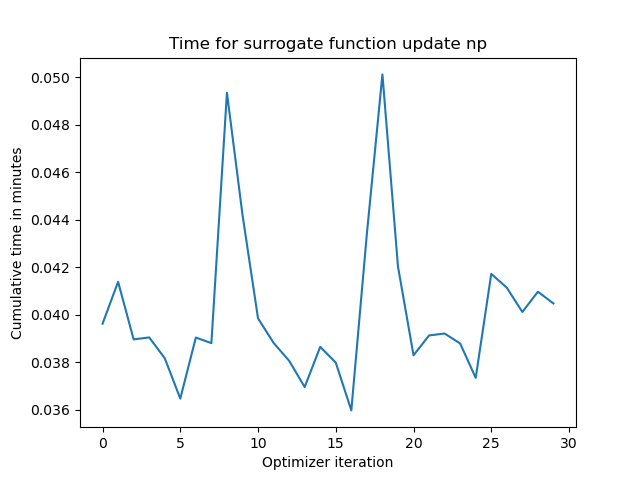 Time for surrogate function update np
0.050
0.048
0.046
0.044
0.042
0.040
0.038
0.036
Cumulative time in minutes
0 5 10 15 20 25 30
Optimizer iteration